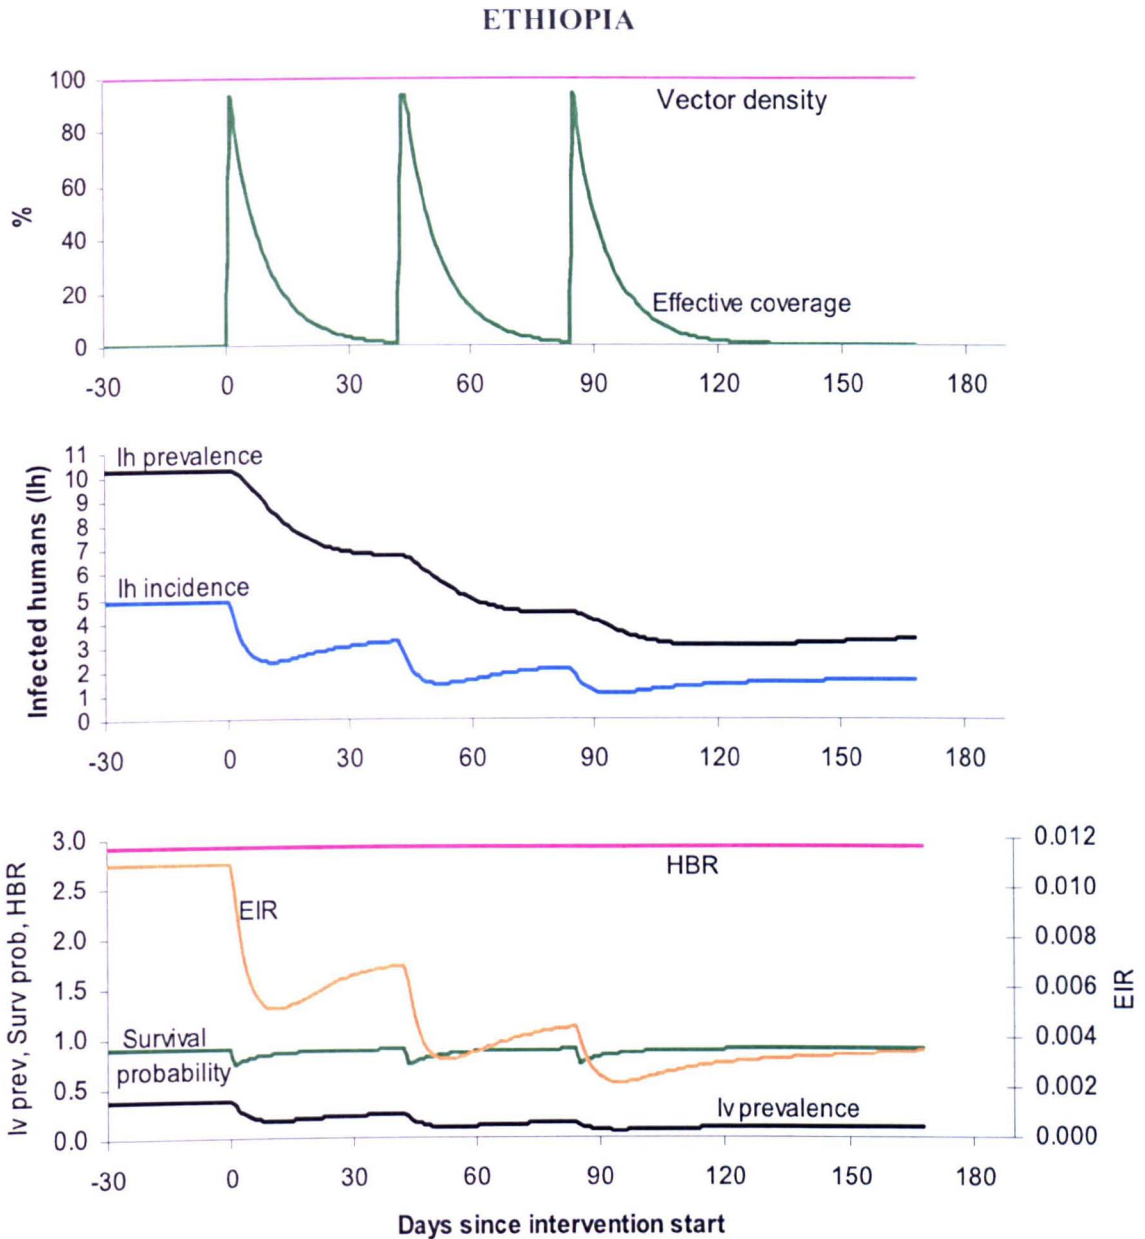 ETHIOPIA
100
80
60
40
20
0
%
Vector density
Effective coverage
-30 0 30 60 90 120 150 180
11
10
9
8
7
6
5
4
3
2
1
0
Infected humans (Ih)
Ih prevalence
Ih incidence
-30 0 30 60 90 120 150 180
3.0
2.5
2.0
1.5
1.0
0.5
0.0
Iv prev, Surv prob, HBR
HBR
EIR
Survival
probability
Iv prevalence
0.012
0.010
0.008
0.006
0.004
0.002
0.000
EIR
-30 0 30 60 90 120 150 180
Days since intervention start